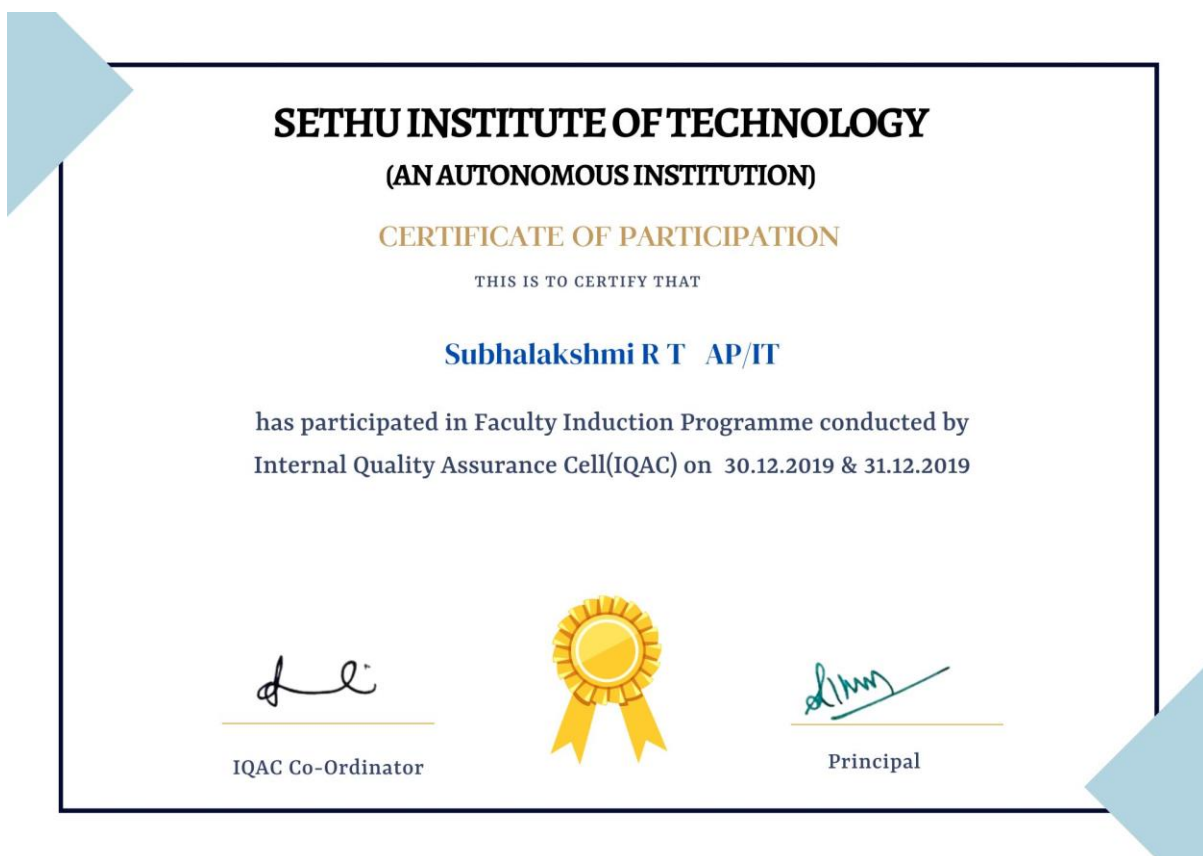 SETHU INSTITUTE OF TECHNOLOGY
(AN AUTONOMOUS INSTITUTION)
CERTIFICATE OF PARTICIPATION
THIS IS TO CERTIFY THAT
Subhalakshmi R T AP/IT
has participated in Faculty Induction Programme conducted by
Internal Quality Assurance Cell(IQAC) on 30.12.2019 & 31.12.2019
IQAC Co-Ordinator
Principal